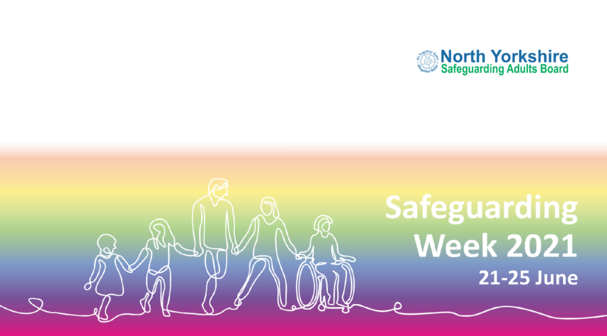 North Yorkshire
Safeguarding Adults Board
Safeguarding
Week 2021
21-25 June